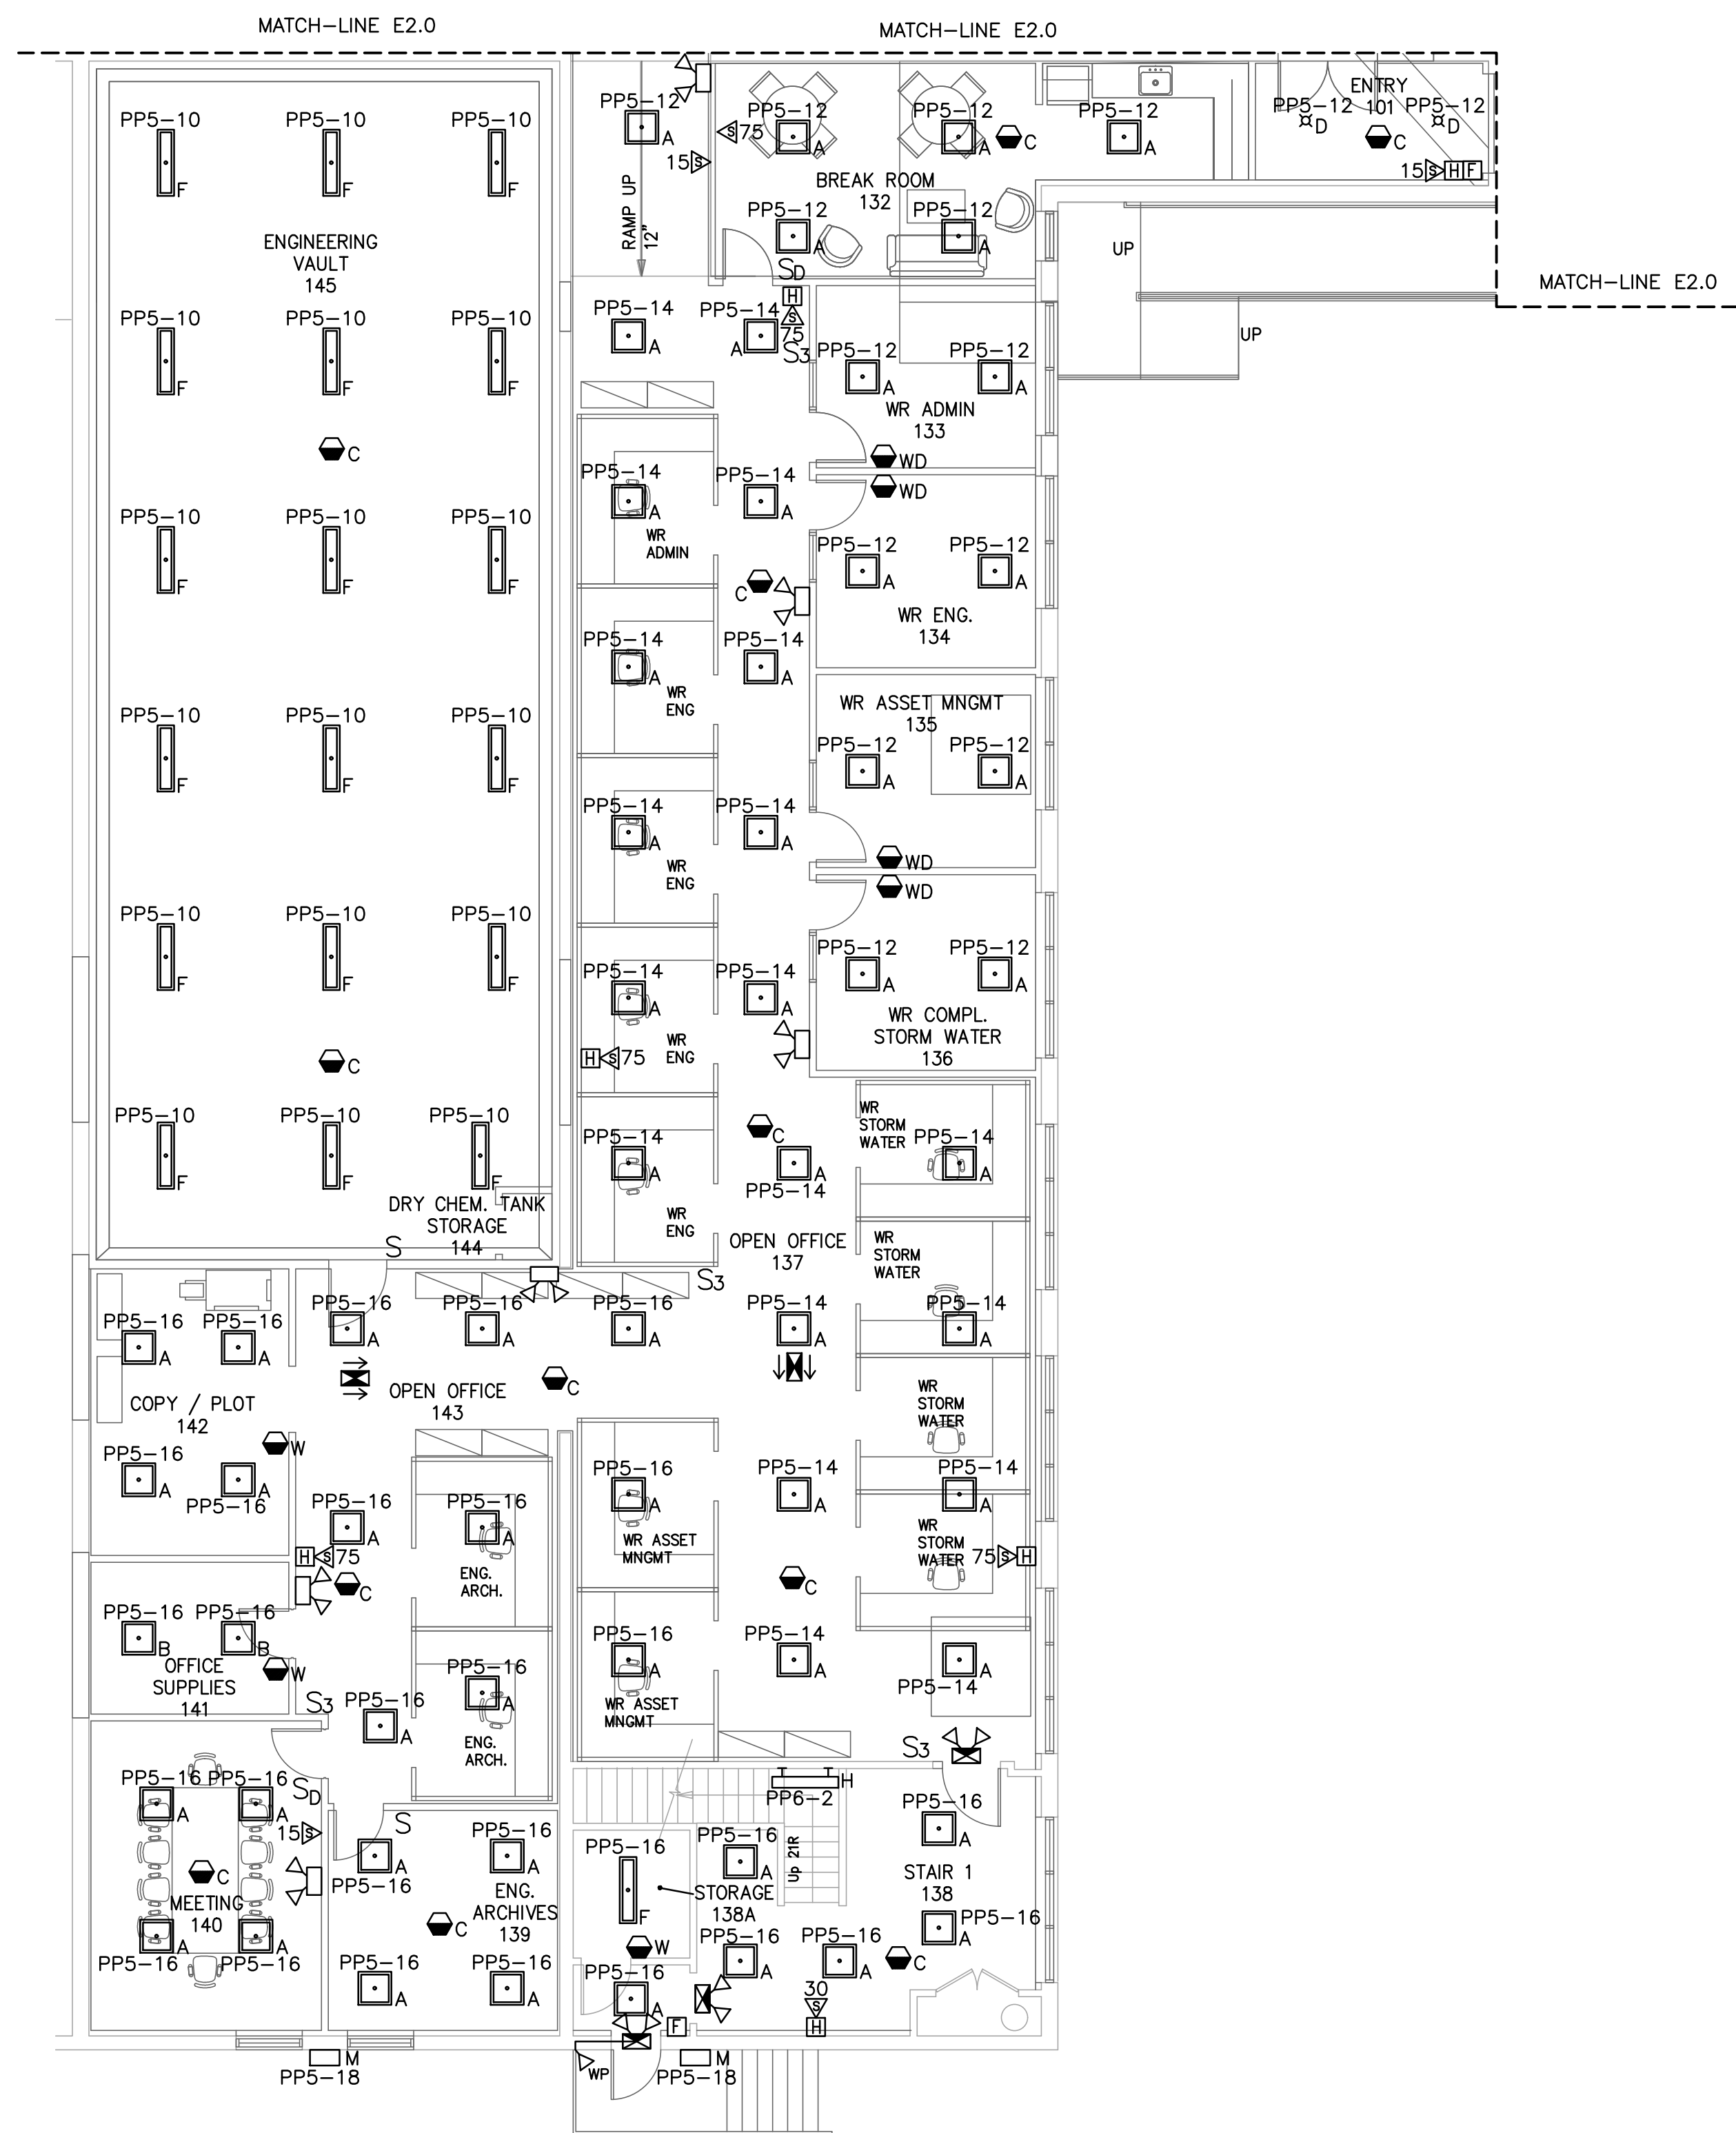 MATCH-LINE E2.0
MATCH-LINE E2.0
PP5-12
A
RAMP UP
12"
75
S
15
S
PP5-12
A
PP5-12
A
C
PP5-12
A
BREAK ROOM
132
PP5-12
A
PP5-12
A
SD
H
S
75
S3
ENTRY
101
PP5-12
D
PP5-12
D
C
15
S
H
F
UP
UP
MATCH-LINE E2.0
PP5-10
F
PP5-10
F
PP5-10
F
ENGINEERING
VAULT
145
PP5-10
F
PP5-10
F
PP5-10
F
C
PP5-10
F
PP5-10
F
PP5-10
F
PP5-10
F
PP5-10
F
PP5-10
F
PP5-10
F
PP5-10
F
PP5-10
F
C
PP5-10
F
PP5-10
F
PP5-10
F
DRY CHEM. TANK
STORAGE
144
S
PP5-14
A
PP5-14
A
PP5-12
A
PP5-12
A
WR ADMIN
133
WD
WD
PP5-14
A
PP5-14
A
WR
ADMIN
C
PP5-12
A
PP5-12
A
WR ENG.
134
PP5-14
A
PP5-14
A
WR
ENG
WR ASSET MNGMT
135
PP5-12
A
PP5-12
A
PP5-14
A
PP5-14
A
WR
ENG
WD
WD
PP5-14
A
PP5-14
A
WR
ENG
H
S
75
PP5-12
A
PP5-12
A
WR COMPL.
STORM WATER
136
C
PP5-14
A
WR
ENG
A
PP5-14
WR
STORM
WATER
PP5-14
A
OPEN OFFICE
137
S3
WR
STORM
WATER
PP5-16
A
PP5-16
A
PP5-16
A
PP5-16
A
PP5-16
A
PP5-14
A
PP5-14
A
COPY / PLOT
142
OPEN OFFICE
143
C
WR
STORM
WATER
W
PP5-16
A
A
PP5-16
PP5-16
A
PP5-16
A
ENG.
ARCH.
PP5-16
A
WR ASSET
MNGMT
PP5-14
A
PP5-14
A
WR
STORM
WATER
75
S
H
H
S
75
C
C
PP5-16
B
PP5-16
B
OFFICE
SUPPLIES
141
W
S3
PP5-16
A
PP5-16
A
ENG.
ARCH.
PP5-16
A
WR ASSET
MNGMT
PP5-14
A
A
PP5-14
S3
PP5-16
A
PP5-16
A
SD
15
S
C
MEETING
140
A
PP5-16
A
PP5-16
S
A
PP5-16
PP5-16
A
ENG.
ARCHIVES
139
C
A
A
H
PP6-2
Up 21R
PP5-16
F
PP5-16
A
STORAGE
138A
W
PP5-16
A
STAIR 1
138
PP5-16
A
PP5-16
A
PP5-16
A
C
PP5-16
A
30
S
H
F
M
PP5-18
WP
M
PP5-18